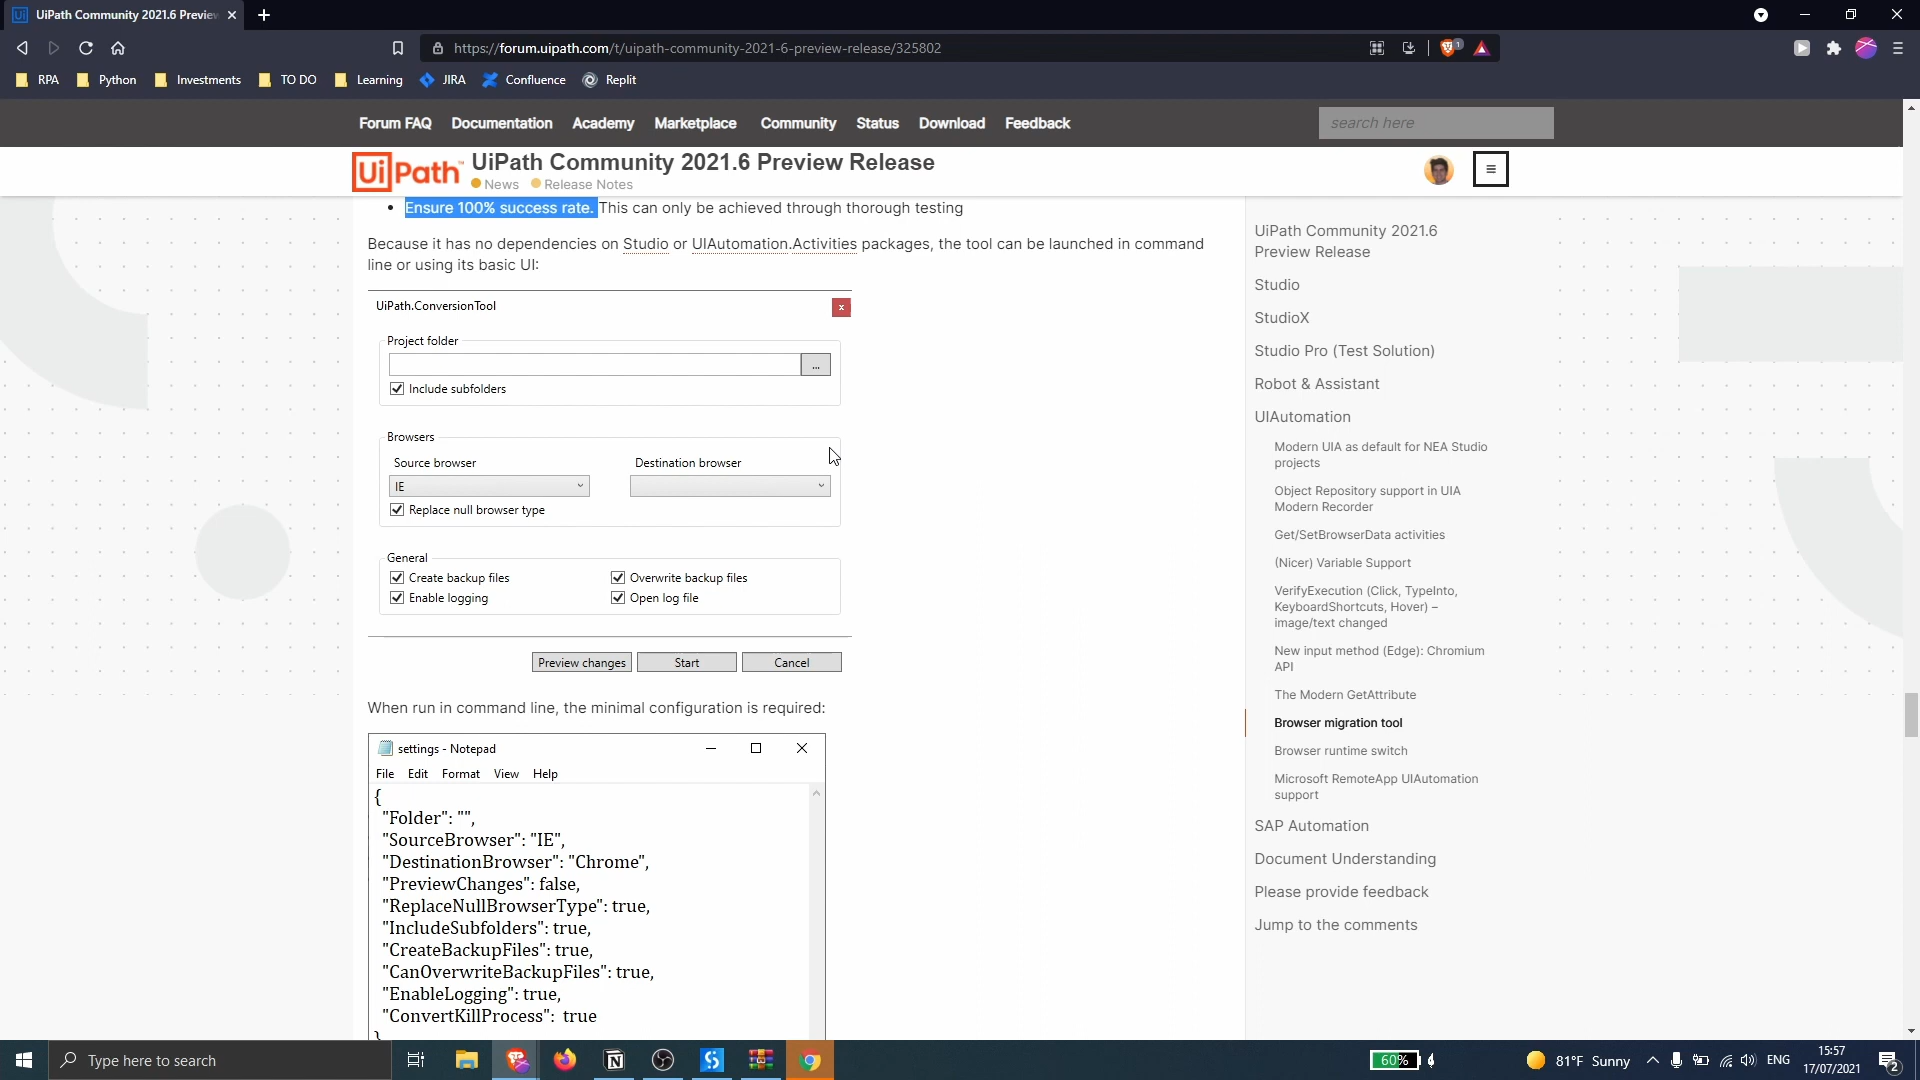 UiPath Community 2021.6 Previe
https://forum.uipath.com/t/uipath-community-2021-6-preview-release/325802
1
RPA
Python
Investments
TO DO
Learning
JIRA
Confluence
Replit
Forum FAQ
Documentation
Academy
Marketplace
Community
Status
Download
Feedback
search here
UiPath
UiPath Community 2021.6 Preview Release
News
Release Notes
Ensure 100% success rate. This can only be achieved through thorough testing
Because it has no dependencies on Studio or UIAutomation.Activities packages, the tool can be launched in command
line or using its basic UI:
UiPath.ConversionTool
x
Project folder
...
Include subfolders
Browsers
Source browser
Destination browser
IE
Replace null browser type
General
Create backup files
Overwrite backup files
Enable logging
Open log file
Preview changes
Start
Cancel
When run in command line, the minimal configuration is required:
settings - Notepad
File Edit Format View Help
{
"Folder": "",
"SourceBrowser": "IE",
"DestinationBrowser": "Chrome",
"PreviewChanges": false,
"ReplaceNullBrowserType": true,
"IncludeSubfolders": true,
"CreateBackupFiles": true,
"CanOverwriteBackupFiles": true,
"EnableLogging": true,
"ConvertKillProcess": true
}
UiPath Community 2021.6
Preview Release
Studio
StudioX
Studio Pro (Test Solution)
Robot & Assistant
UIAutomation
Modern UIA as default for NEA Studio
projects
Object Repository support in UIA
Modern Recorder
Get/SetBrowserData activities
(Nicer) Variable Support
VerifyExecution (Click, TypeInto,
KeyboardShortcuts, Hover) –
image/text changed
New input method (Edge): Chromium
API
The Modern GetAttribute
Browser migration tool
Browser runtime switch
Microsoft RemoteApp UIAutomation
support
SAP Automation
Document Understanding
Please provide feedback
Jump to the comments
Type here to search
60%
81°F Sunny
ENG
15:57
17/07/2021
2